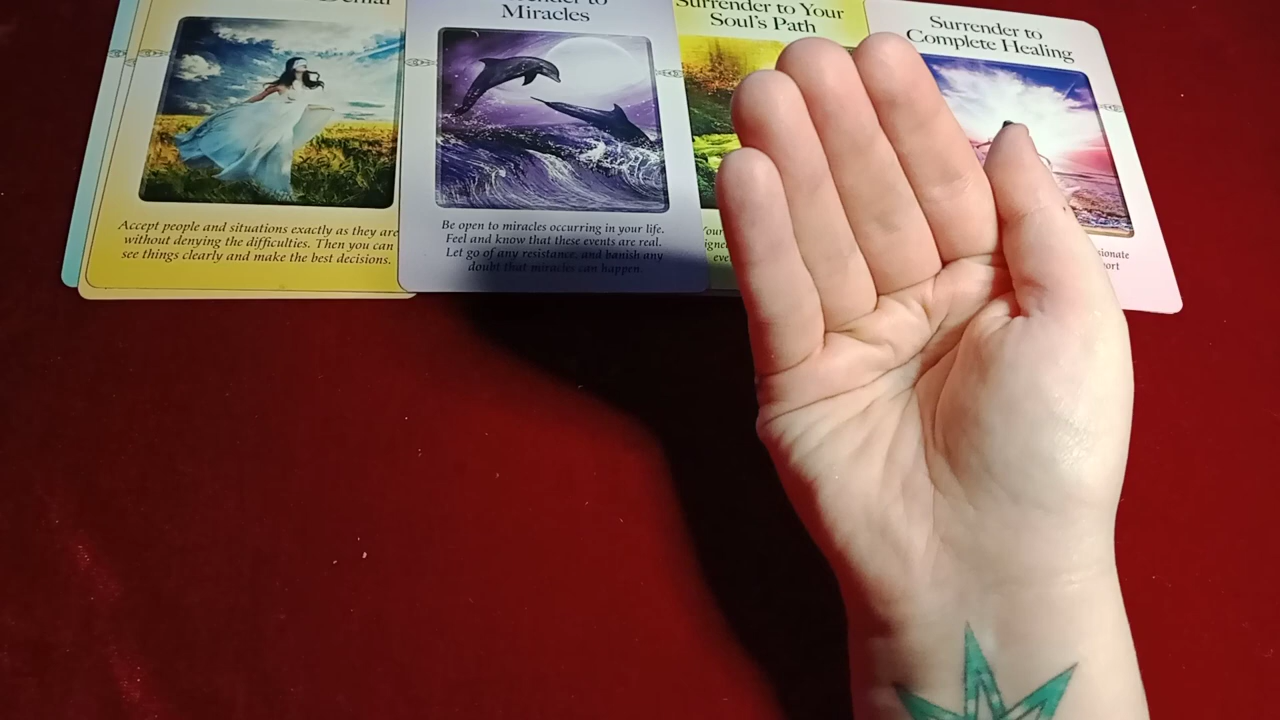 Denial
Accept people and situations exactly as they are
without denying the difficulties. Then you can
see things clearly and make the best decisions.
to
Miracles
Be open to miracles occurring in your life.
Feel and know that these events are real.
Let go of any resistance, and banish any
doubt that miracles can happen.
Surrender to Your
Soul's Path
Surrender to
Complete Healing